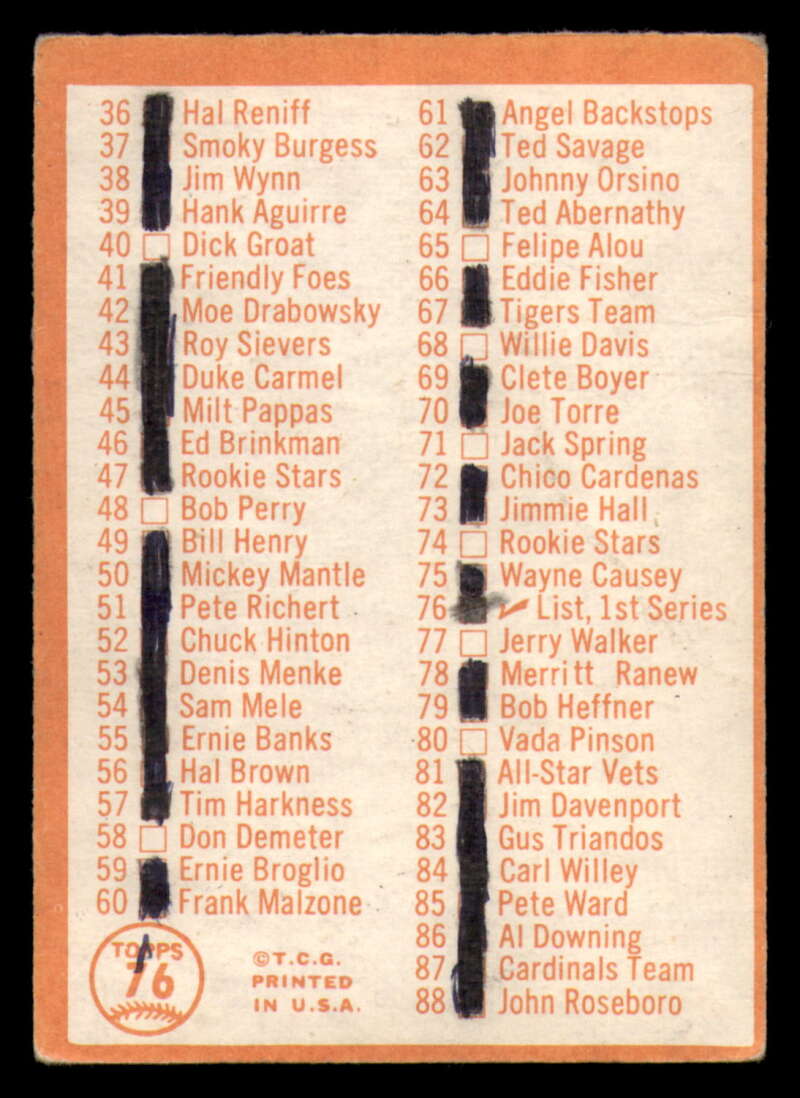 36 Hal Reniff
37 Smoky Burgess
38 Jim Wynn
39 Hank Aguirre
40 Dick Groat
41 Friendly Foes
42 Moe Drabowsky
43 Roy Sievers
44 Duke Carmel
45 Milt Pappas
46 Ed Brinkman
47 Rookie Stars
48 Bob Perry
49 Bill Henry
50 Mickey Mantle
51 Pete Richert
52 Chuck Hinton
53 Denis Menke
54 Sam Mele
55 Ernie Banks
56 Hal Brown
57 Tim Harkness
58 Don Demeter
59 Ernie Broglio
60 Frank Malzone
61 Angel Backstops
62 Ted Savage
63 Johnny Orsino
64 Ted Abernathy
65 Felipe Alou
66 Eddie Fisher
67 Tigers Team
68 Willie Davis
69 Clete Boyer
70 Joe Torre
71 Jack Spring
72 Chico Cardenas
73 Jimmie Hall
74 Rookie Stars
75 Wayne Causey
76 ✓ List, 1st Series
77 Jerry Walker
78 Merritt Ranew
79 Bob Heffner
80 Vada Pinson
81 All-Star Vets
82 Jim Davenport
83 Gus Triandos
84 Carl Willey
85 Pete Ward
86 Al Downing
87 Cardinals Team
88 John Roseboro
TOPPS
76
©T.C.G.
PRINTED
IN U.S.A.